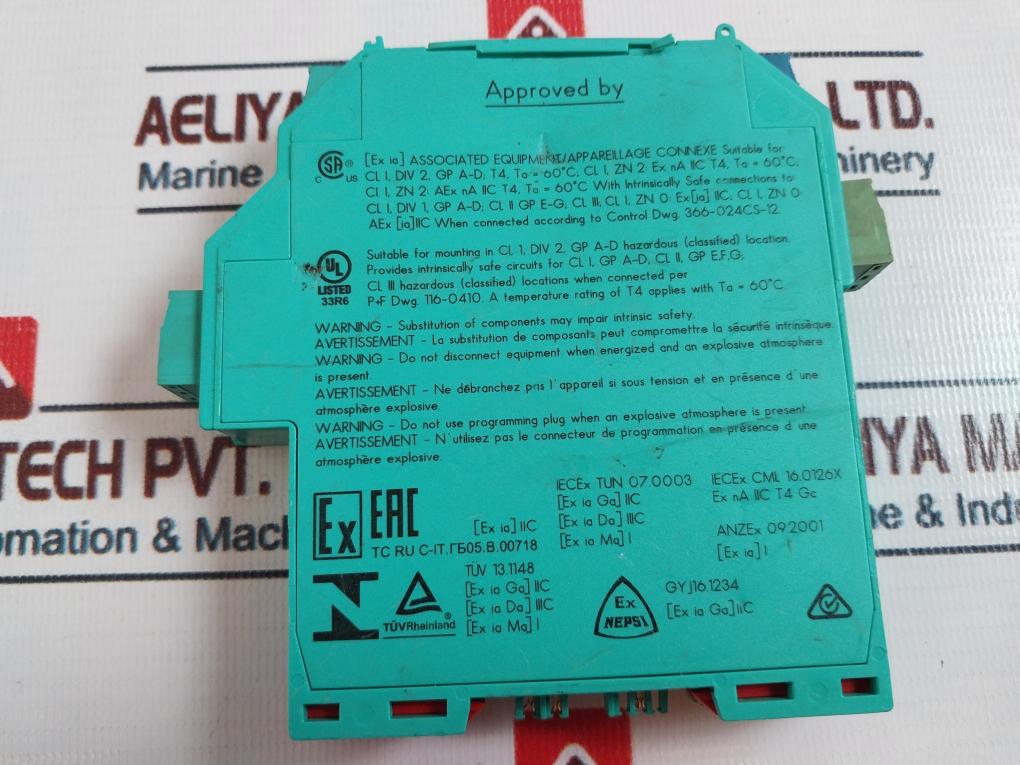 AELIYA LTD.
Marine hinery
Approved by
SA
C US
[Ex ia] ASSOCIATED EQUIPMENT/APPAREILLAGE CONNEXE Suitable for
CL I, DIV 2, GP A-D; T4, Ta = 60°C; CL I, ZN 2: Ex nA IIC T4, Ta = 60°C;
CL I, ZN 2: AEx nA IIC T4, Ta = 60°C With Intrinsically Safe connections to
CL I, DIV 1, GP A-D; CL II GP E-G; CL III; CL I, ZN 0: Ex[ia] IIC; CL I, ZN 0
AEx [ia]IIC When connected according to Control Dwg. 366-024CS-12
UL
LISTED
33R6
Suitable for mounting in CL 1, DIV 2, GP A-D hazardous (classified) location.
Provides intrinsically safe circuits for CL I, GP A-D, CL II, GP E,F,G;
CL III hazardous (classified) locations when connected per
P+F Dwg. 116-0410. A temperature rating of T4 applies with Ta = 60°C
WARNING - Substitution of components may impair intrinsic safety.
AVERTISSEMENT - La substitution de composants peut compromettre la sécurité intrinsèque.
WARNING - Do not disconnect equipment when energized and an explosive atmosphere
is present.
AVERTISSEMENT - Ne débranchez pas l'appareil si sous tension et en présence d'une
atmosphère explosive.
WARNING - Do not use programming plug when an explosive atmosphere is present
AVERTISSEMENT - N'utilisez pas le connecteur de programmation en présence d'une
atmosphère explosive.
TECH PVT. IYA MA
omation & Mach ne & Indu
Ex EAC
[Ex ia] IIC
TC RU C-IT.ГБ05.B.00718
IECEx TUN 07.0003
[Ex ia Ga] IIC
[Ex ia Da] IIIC
[Ex ia Ma] I
IECEx CML 16.0126X
Ex nA IIC T4 Gc
ANZEx 09.2001
[Ex ia] I
TÜVRheinland
TÜV 13.1148
[Ex ia Ga] IIC
[Ex ia Da] IIIC
[Ex ia Ma] I
Ex
NEPSI
GYJ16.1234
[Ex ia Ga]IIC